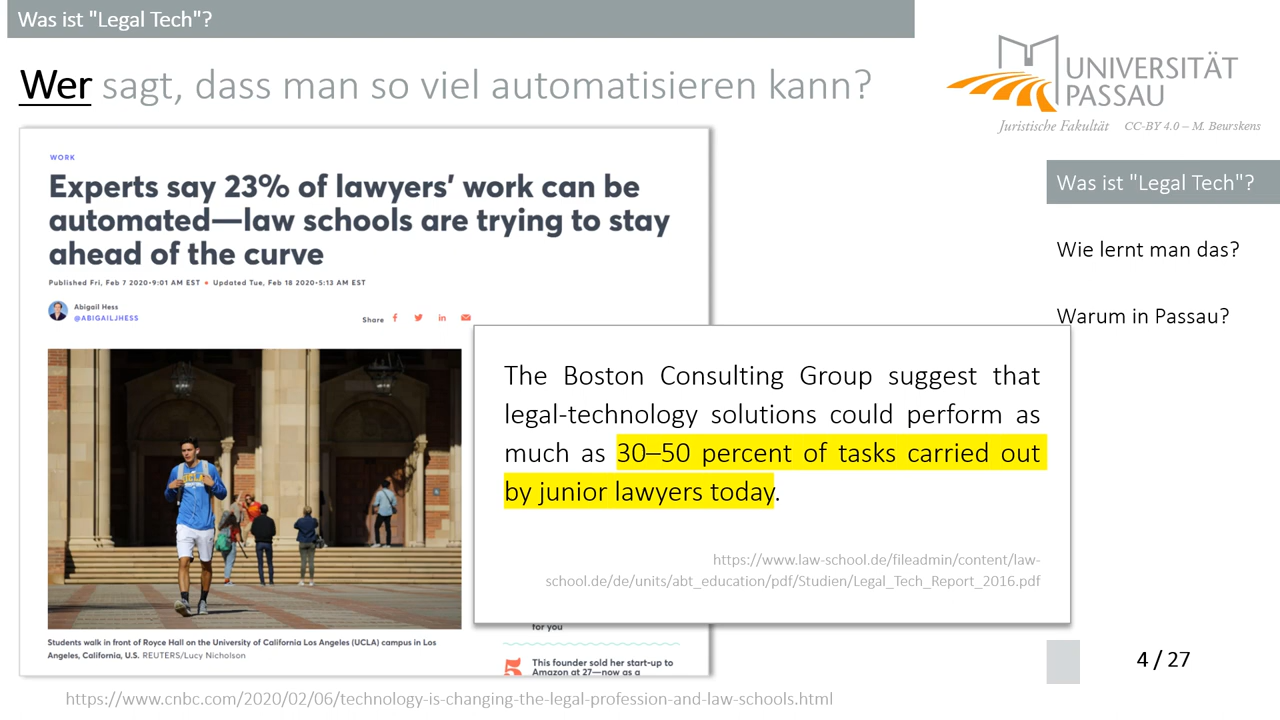 Was ist "Legal Tech"?
Wer sagt, dass man so viel automatisieren kann?
UNIVERSITÄT
PASSAU
Juristische Fakultät CC-BY 4.0 – M. Beurskens
WORK
Experts say 23% of lawyers’ work can be
automated—law schools are trying to stay
ahead of the curve
Published Fri, Feb 7 2020•9:01 AM EST • Updated Tue, Feb 18 2020•5:13 AM EST
Abigail Hess
@ABIGAILJHESS
Share
UCLA
Students walk in front of Royce Hall on the University of California Los Angeles (UCLA) campus in Los
Angeles, California, U.S. REUTERS/Lucy Nicholson
The Boston Consulting Group suggest that
legal-technology solutions could perform as
much as 30–50 percent of tasks carried out
by junior lawyers today.
https://www.law-school.de/fileadmin/content/law-
school.de/de/units/abt_education/pdf/Studien/Legal_Tech_Report_2016.pdf
for you
5
This founder sold her start-up to
Amazon at 27—now as a
https://www.cnbc.com/2020/02/06/technology-is-changing-the-legal-profession-and-law-schools.html
Was ist "Legal Tech"?
Wie lernt man das?
Warum in Passau?
4 / 27